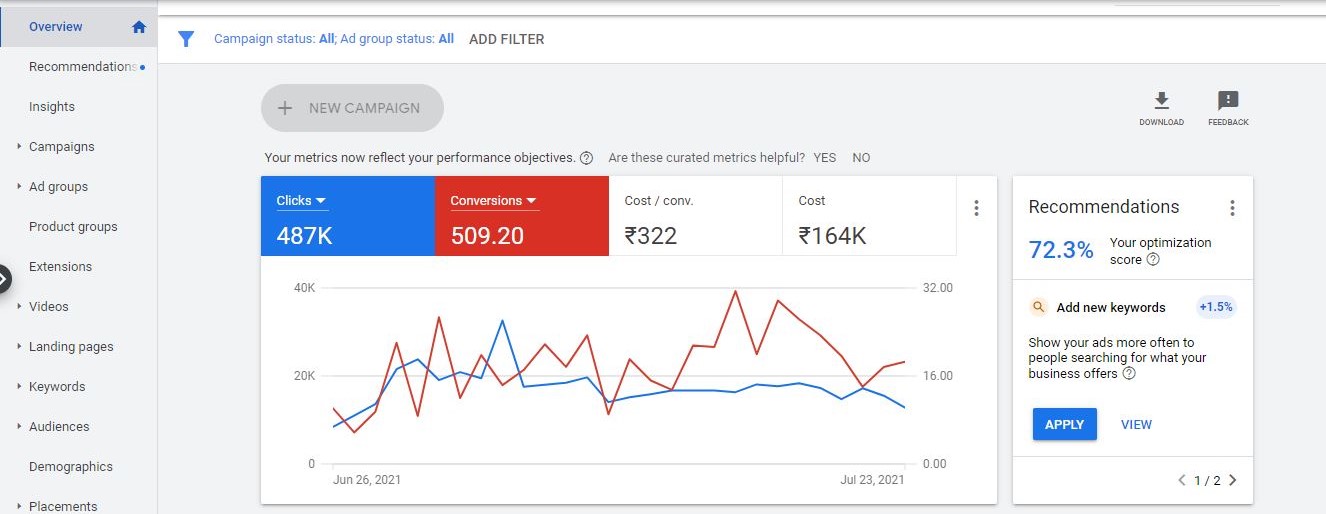 Overview
Recommendations
Insights
Campaigns
Ad groups
Product groups
Extensions
Videos
Landing pages
Keywords
Audiences
Demographics
Placements
Campaign status: All; Ad group status: All ADD FILTER
+ NEW CAMPAIGN
DOWNLOAD
FEEDBACK
Your metrics now reflect your performance objectives. ? Are these curated metrics helpful? YES NO
Clicks
487K
Conversions
509.20
Cost / conv.
₹322
Cost
₹164K
40K
20K
0
32.00
16.00
0.00
Jun 26, 2021
Jul 23, 2021
Recommendations
72.3%
Your optimization
score ?
Add new keywords +1.5%
Show your ads more often to
people searching for what your
business offers ?
APPLY VIEW
1 / 2